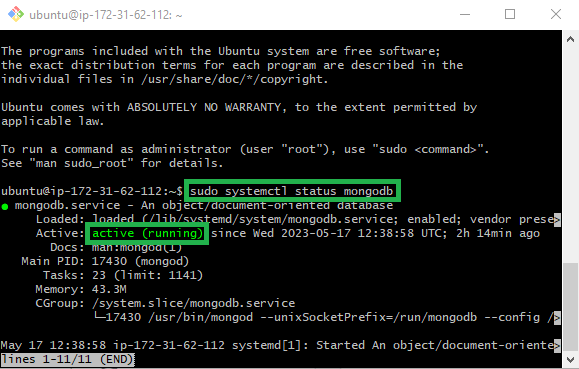 ubuntu@ip-172-31-62-112: ~
The programs included with the Ubuntu system are free software;
the exact distribution terms for each program are described in the
individual files in /usr/share/doc/*/copyright.
Ubuntu comes with ABSOLUTELY NO WARRANTY, to the extent permitted by
applicable law.
To run a command as administrator (user "root"), use "sudo <command>".
See "man sudo_root" for details.
ubuntu@ip-172-31-62-112:~$ sudo systemctl status mongodb
● mongodb.service - An object/document-oriented database
Loaded: loaded (/lib/systemd/system/mongodb.service; enabled; vendor prese>
Active: active (running) since Wed 2023-05-17 12:38:58 UTC; 2h 14min ago
Docs: man:mongod(1)
Main PID: 17430 (mongod)
Tasks: 23 (limit: 1141)
Memory: 43.3M
CGroup: /system.slice/mongodb.service
└─17430 /usr/bin/mongod --unixSocketPrefix=/run/mongodb --config />
May 17 12:38:58 ip-172-31-62-112 systemd[1]: Started An object/document-oriente>
lines 1-11/11 (END)